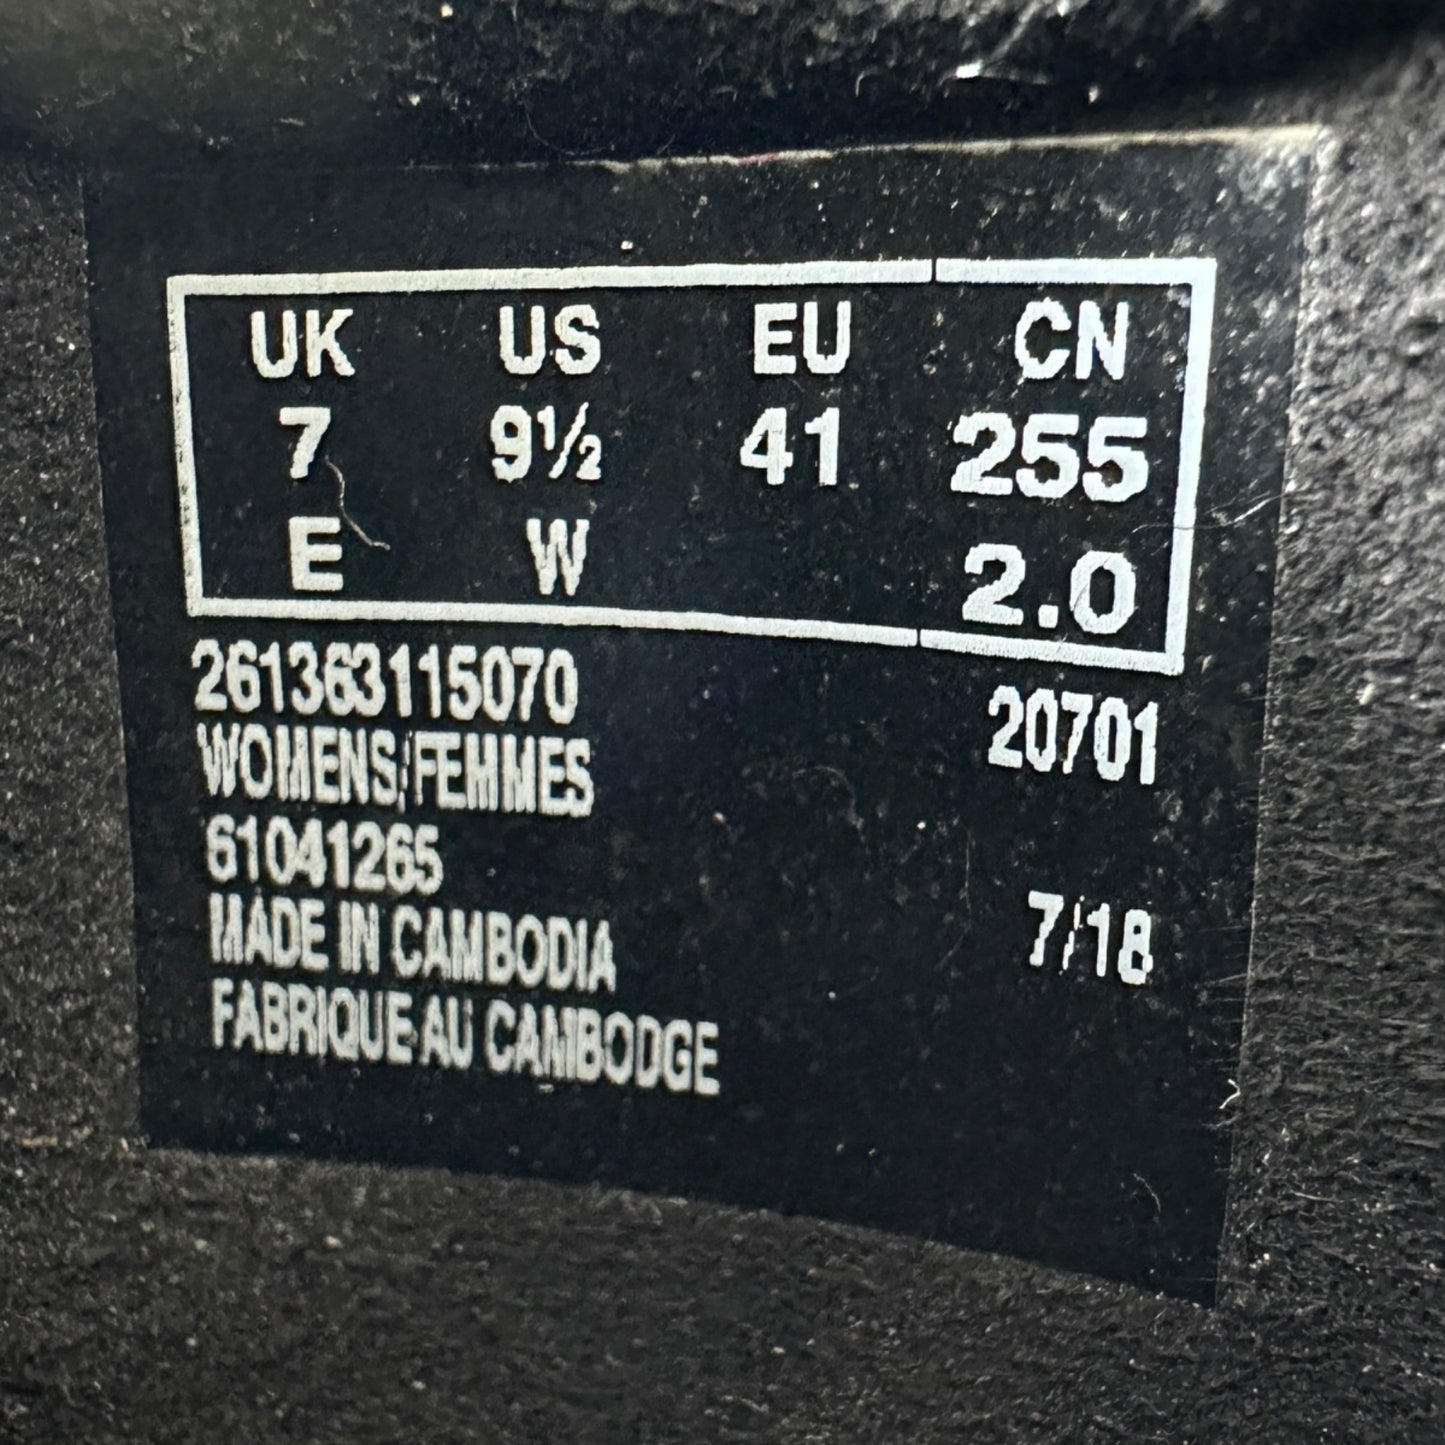 UK US EU CN
7 9½ 41 255
E W 2.0
261363115070 20701
WOMENS/FEMMES
61041265
MADE IN CAMBODIA 7/18
FABRIQUE AU CAMBODGE